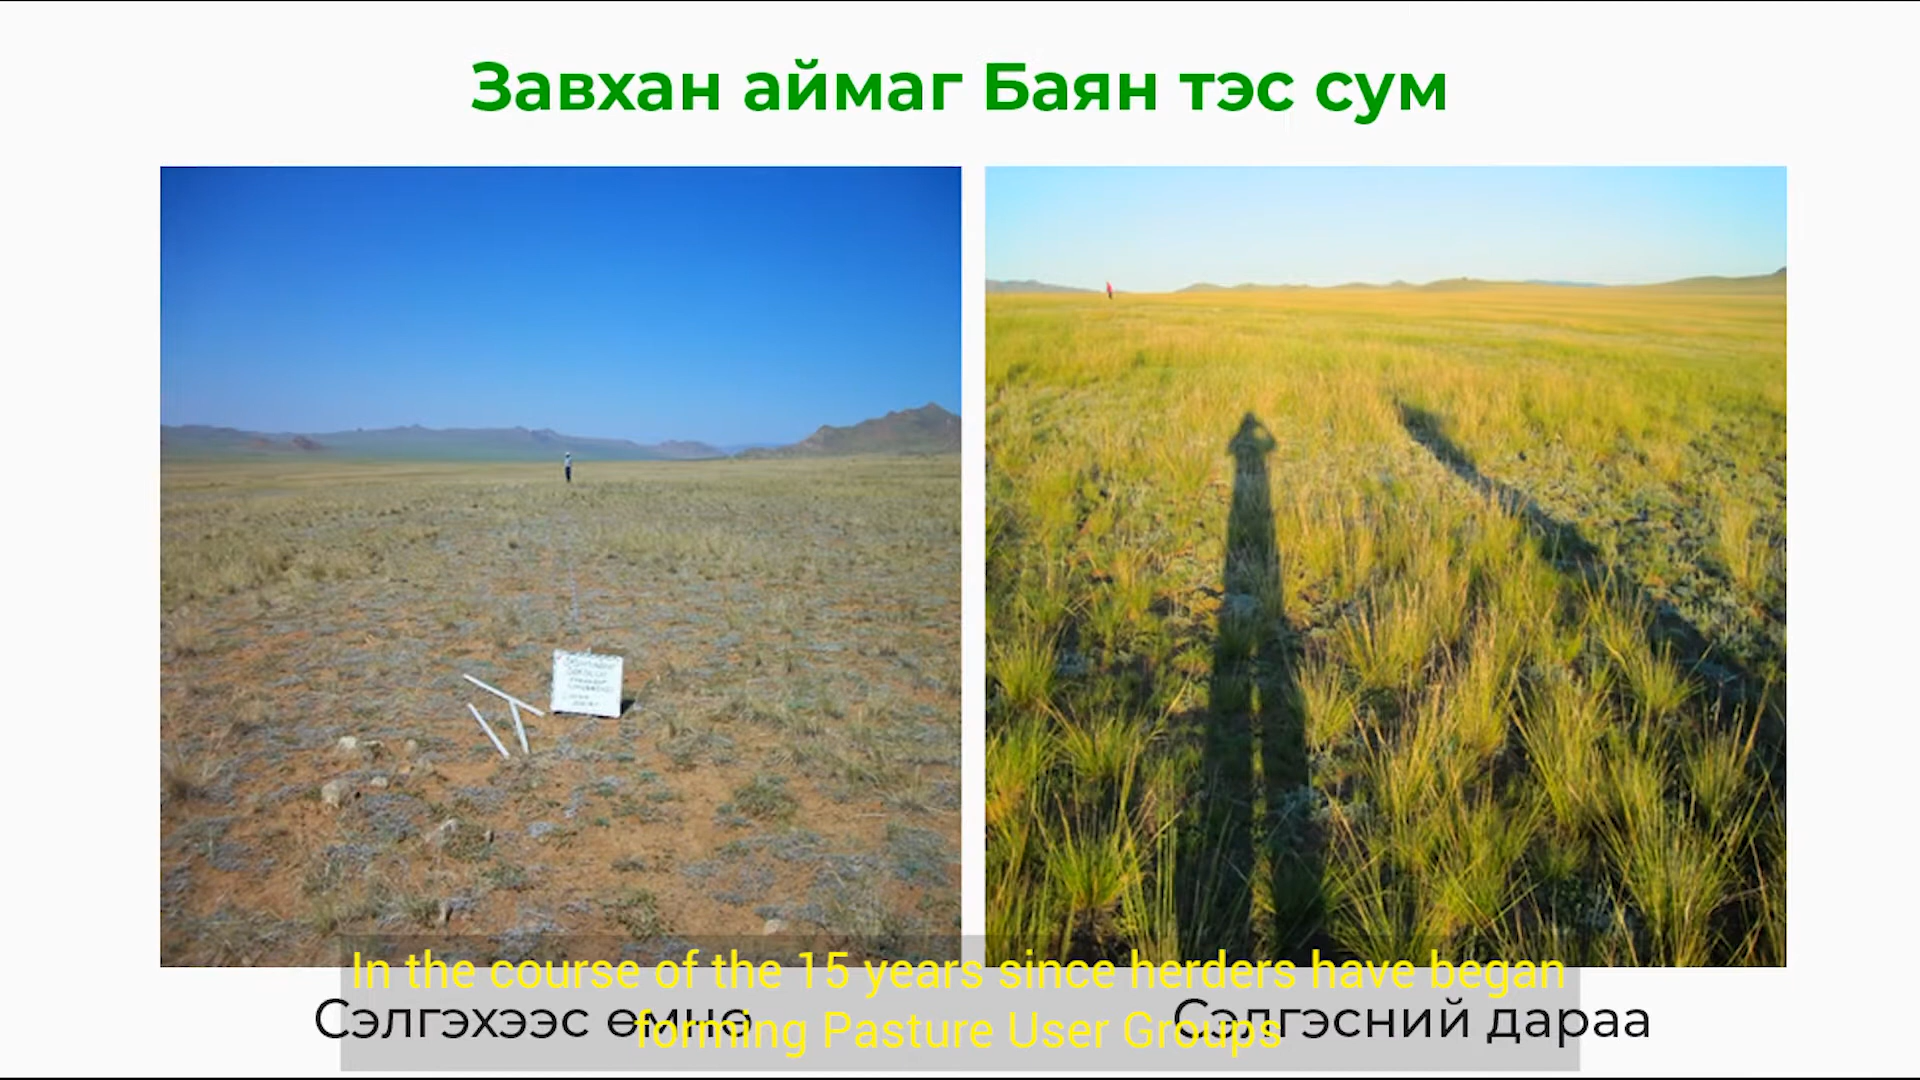 Завхан аймаг Баян тэс сум
Сэлгэхээс өмнө
Сэлгэсний дараа
In the course of the 15 years since herders have began
forming Pasture User Groups